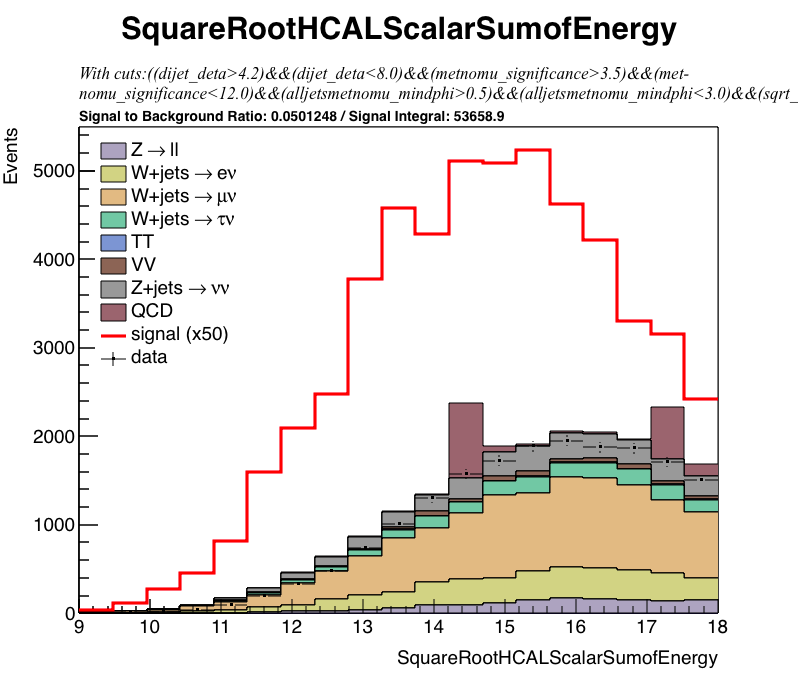 SquareRootHCALScalarSumofEnergy
With cuts:((dijet_deta>4.2)&&(dijet_deta<8.0)&&(metnomu_significance>3.5)&&(met-
nomu_significance<12.0)&&(alljetsmetnomu_mindphi>0.5)&&(alljetsmetnomu_mindphi<3.0)&&(sqrt_
Signal to Background Ratio: 0.0501248 / Signal Integral: 53658.9
Events
5000
4000
3000
2000
1000
0
Z → ll
W+jets → eν
W+jets → μν
W+jets → τν
TT
VV
Z+jets → νν
QCD
signal (x50)
data
9 10 11 12 13 14 15 16 17 18
SquareRootHCALScalarSumofEnergy